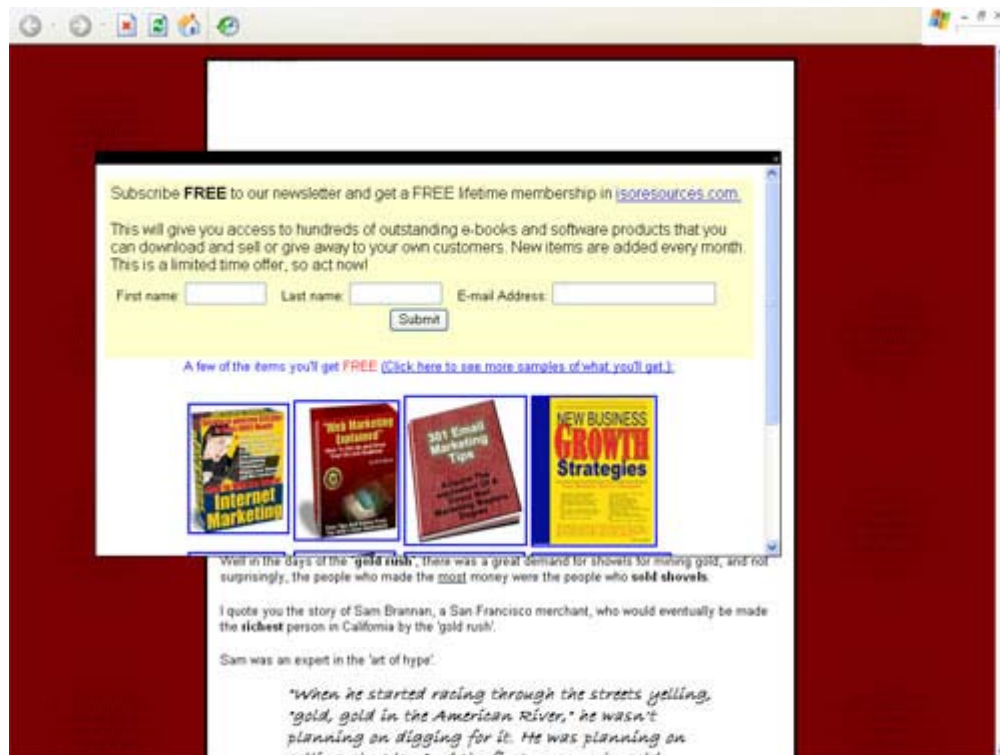 Subscribe FREE to our newsletter and get a FREE lifetime membership in isoresources.com.
This will give you access to hundreds of outstanding e-books and software products that you
can download and sell or give away to your own customers. New items are added every month.
This is a limited time offer, so act now!
First name: Last name: E-mail Address:
Submit
A few of the items you'll get FREE (Click here to see more samples of what you'll get.):
Internet
Marketing
"Web Marketing
Explained"
301 Email
Marketing
Tips
NEW BUSINESS
GROWTH
Strategies
Well in the days of the "gold rush", there was a great demand for shovels for mining gold, and not
surprisingly, the people who made the most money were the people who sold shovels.
I quote you the story of Sam Brannan, a San Francisco merchant, who would eventually be made
the richest person in California by the 'gold rush'.
Sam was an expert in the 'art of hype'.
"When he started racing through the streets yelling,
"gold, gold in the American River," he wasn't
planning on digging for it. He was planning on